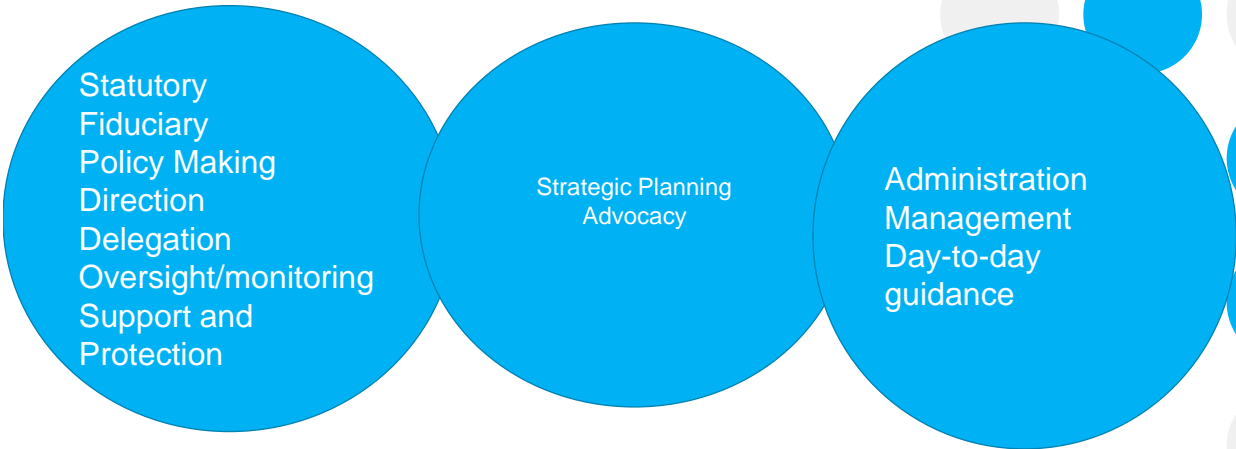 Statutory
Fiduciary
Policy Making
Direction
Delegation
Oversight/monitoring
Support and
Protection
Strategic Planning
Advocacy
Administration
Management
Day-to-day
guidance